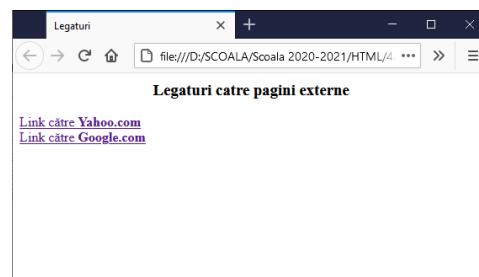 Legaturi
file:///D:/SCOALA/Scoala 2020-2021/HTML/4.
Legaturi catre pagini externe
Link către Yahoo.com
Link către Google.com